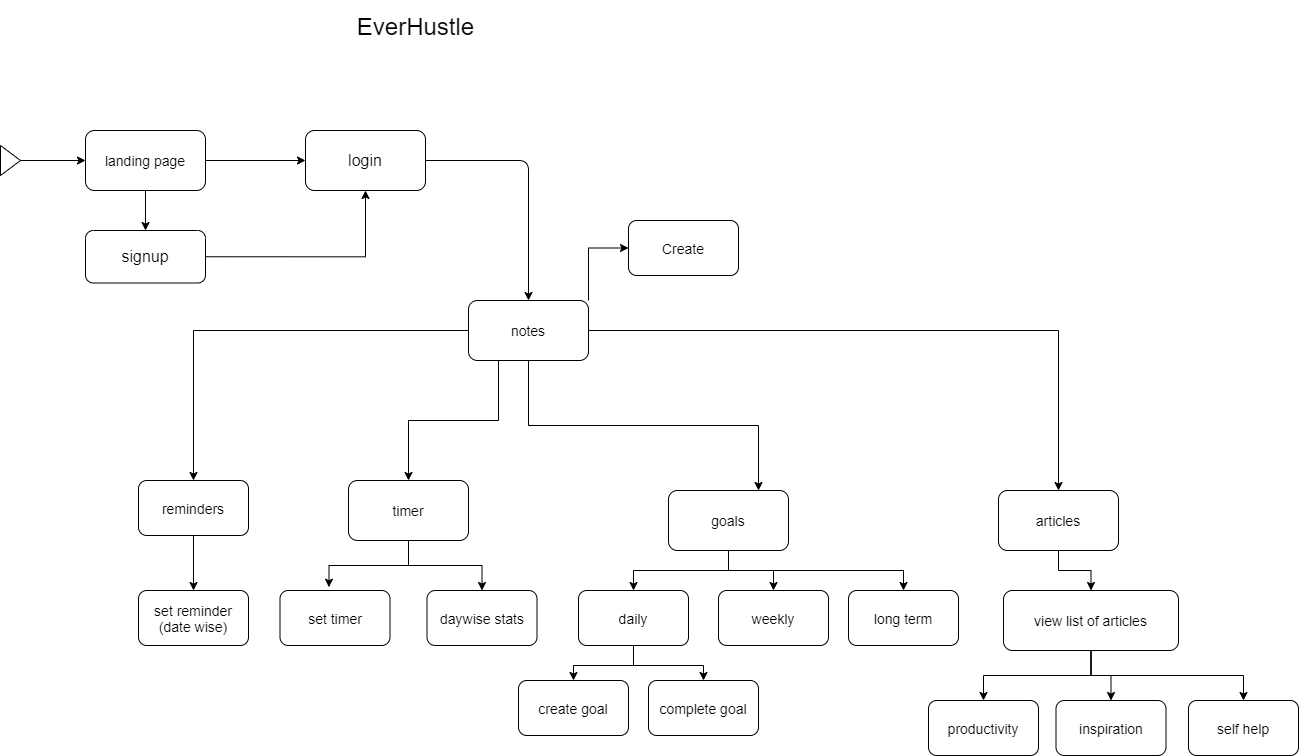 EverHustle
landing page
login
signup
Create
notes
reminders
timer
goals
articles
set reminder
(date wise)
set timer
daywise stats
daily
weekly
long term
view list of articles
create goal
complete goal
productivity
inspiration
self help